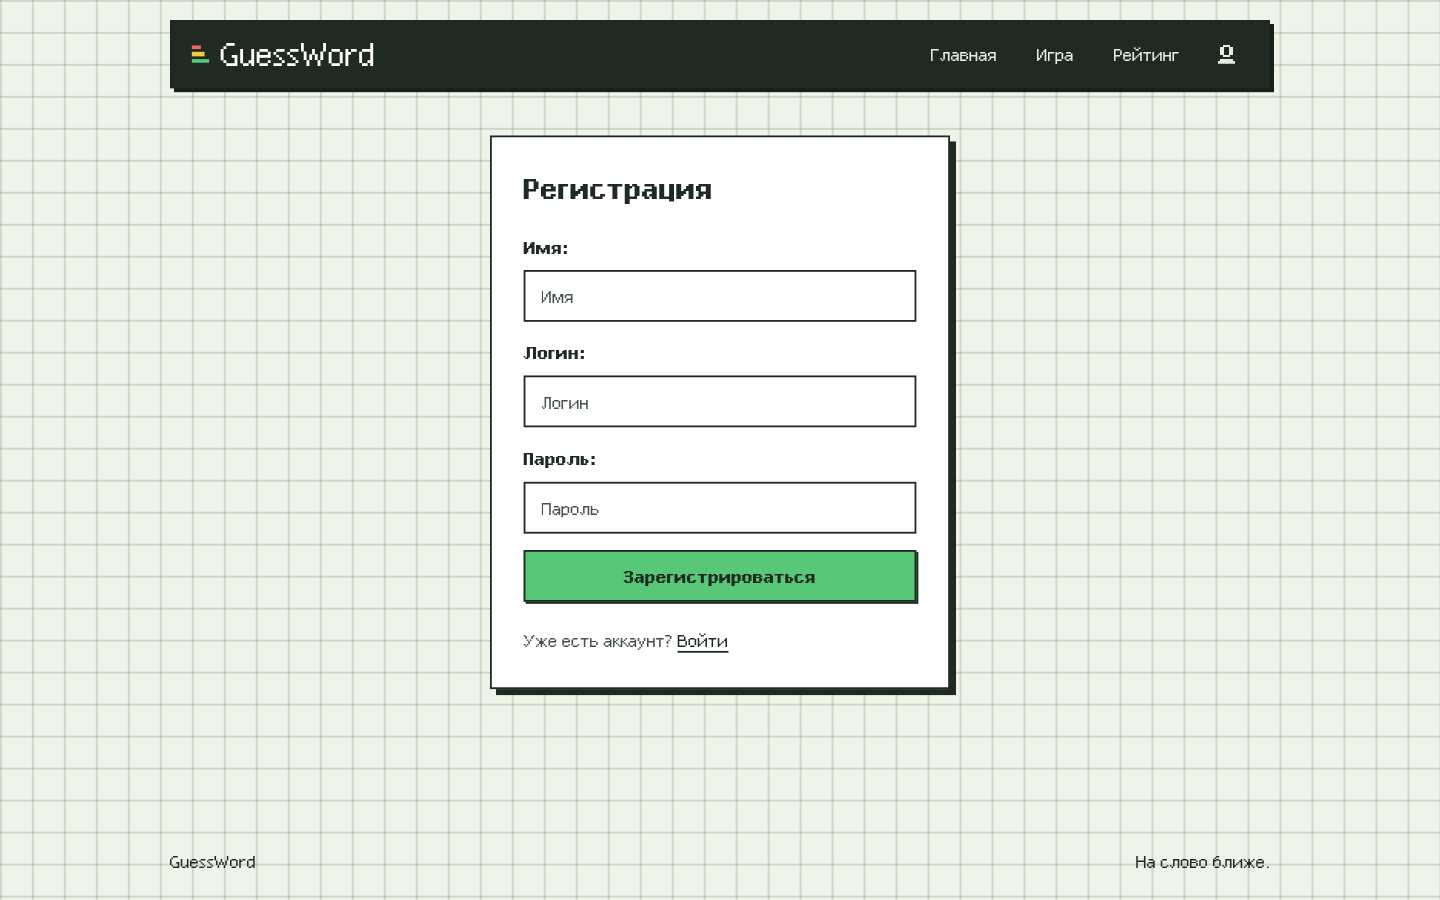 GuessWord
Главная Игра Рейтинг
Регистрация
Имя:
Имя
Логин:
Логин
Пароль:
Пароль
Зарегистрироваться
Уже есть аккаунт? Войти
GuessWord
На слово ближе.